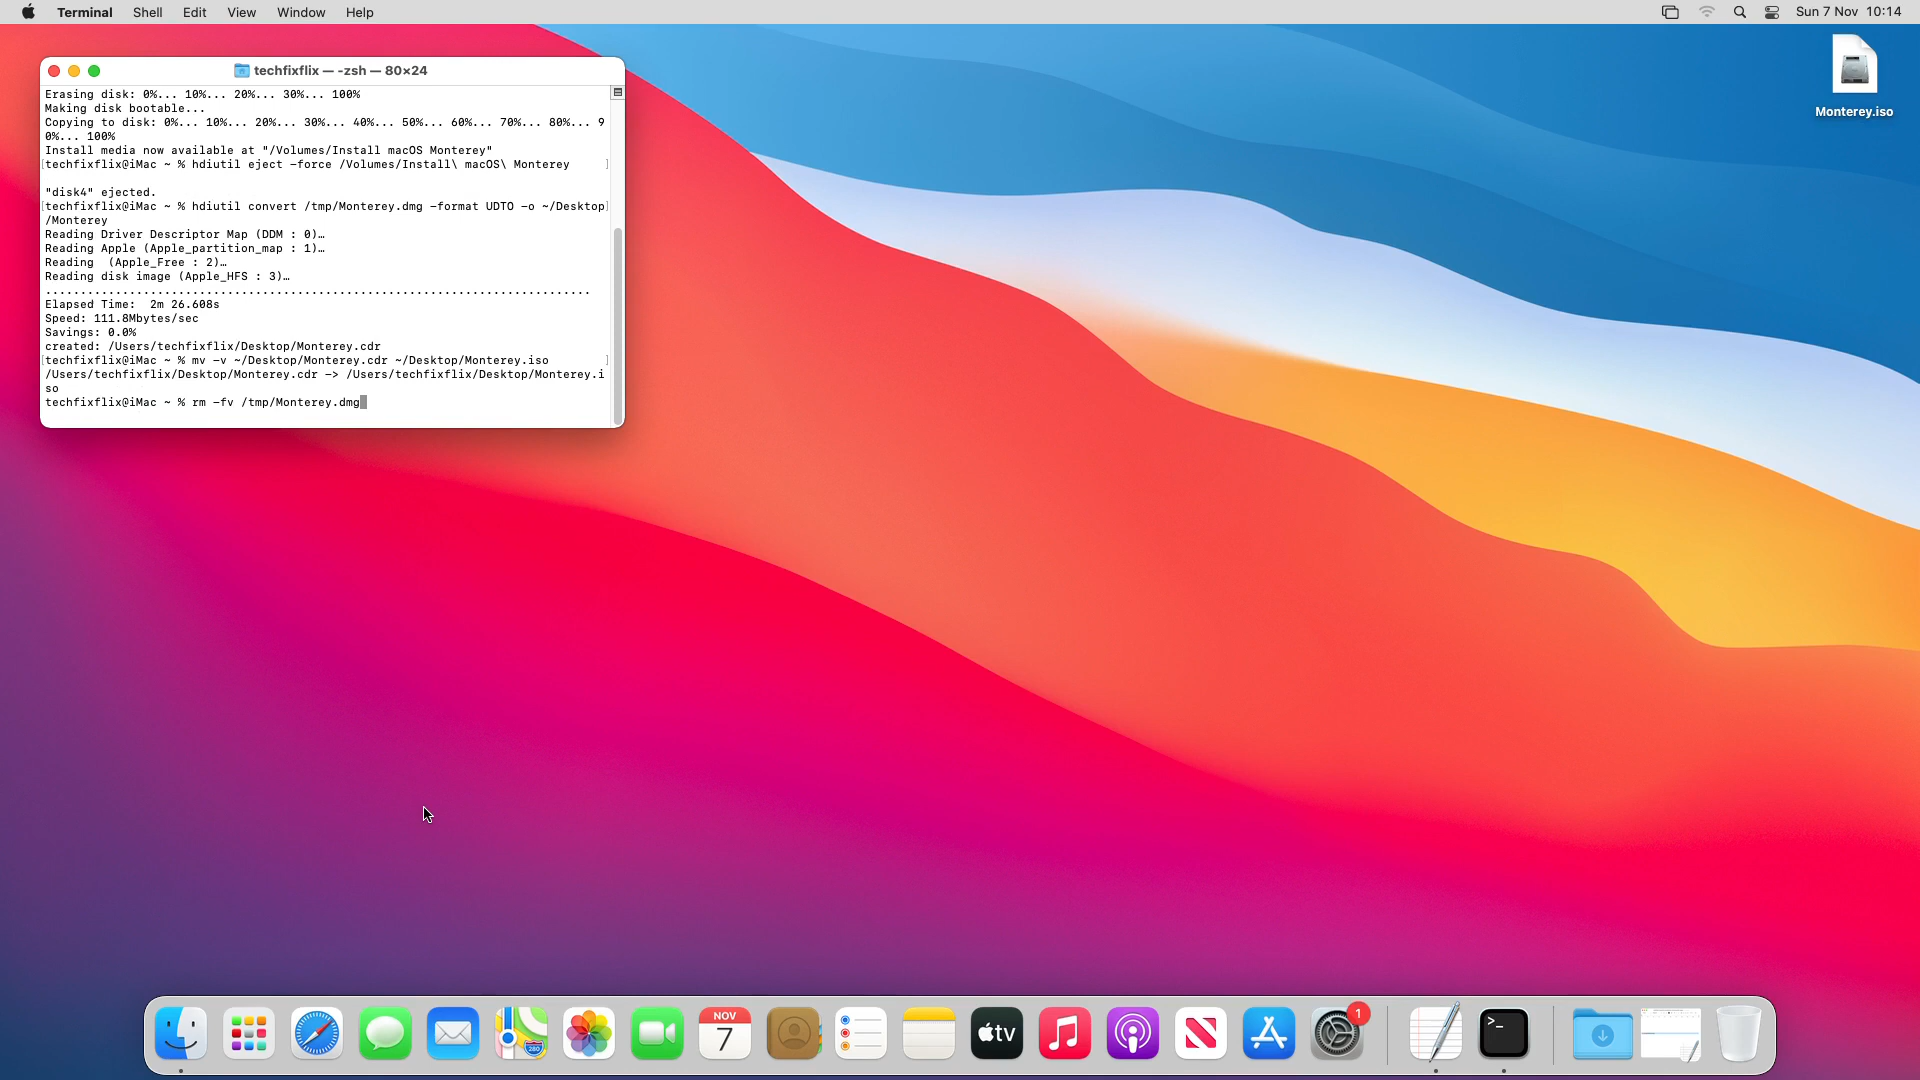 Terminal Shell Edit View Window Help
Sun 7 Nov 10:14
techfixflix — -zsh — 80×24
Erasing disk: 0%... 10%... 20%... 30%... 100%
Making disk bootable...
Copying to disk: 0%... 10%... 20%... 30%... 40%... 50%... 60%... 70%... 80%... 9
0%... 100%
Install media now available at "/Volumes/Install macOS Monterey"
[techfixflix@iMac ~ % hdiutil eject -force /Volumes/Install\ macOS\ Monterey ]
"disk4" ejected.
[techfixflix@iMac ~ % hdiutil convert /tmp/Monterey.dmg -format UDTO -o ~/Desktop]
/Monterey
Reading Driver Descriptor Map (DDM : 0)…
Reading Apple (Apple_partition_map : 1)…
Reading  (Apple_Free : 2)…
Reading disk image (Apple_HFS : 3)…
..............................................................................
Elapsed Time:  2m 26.608s
Speed: 111.8Mbytes/sec
Savings: 0.0%
created: /Users/techfixflix/Desktop/Monterey.cdr
[techfixflix@iMac ~ % mv -v ~/Desktop/Monterey.cdr ~/Desktop/Monterey.iso ]
/Users/techfixflix/Desktop/Monterey.cdr -> /Users/techfixflix/Desktop/Monterey.i
so
techfixflix@iMac ~ % rm -fv /tmp/Monterey.dmg
Monterey.iso
NOV
7
280
tv
1
>_